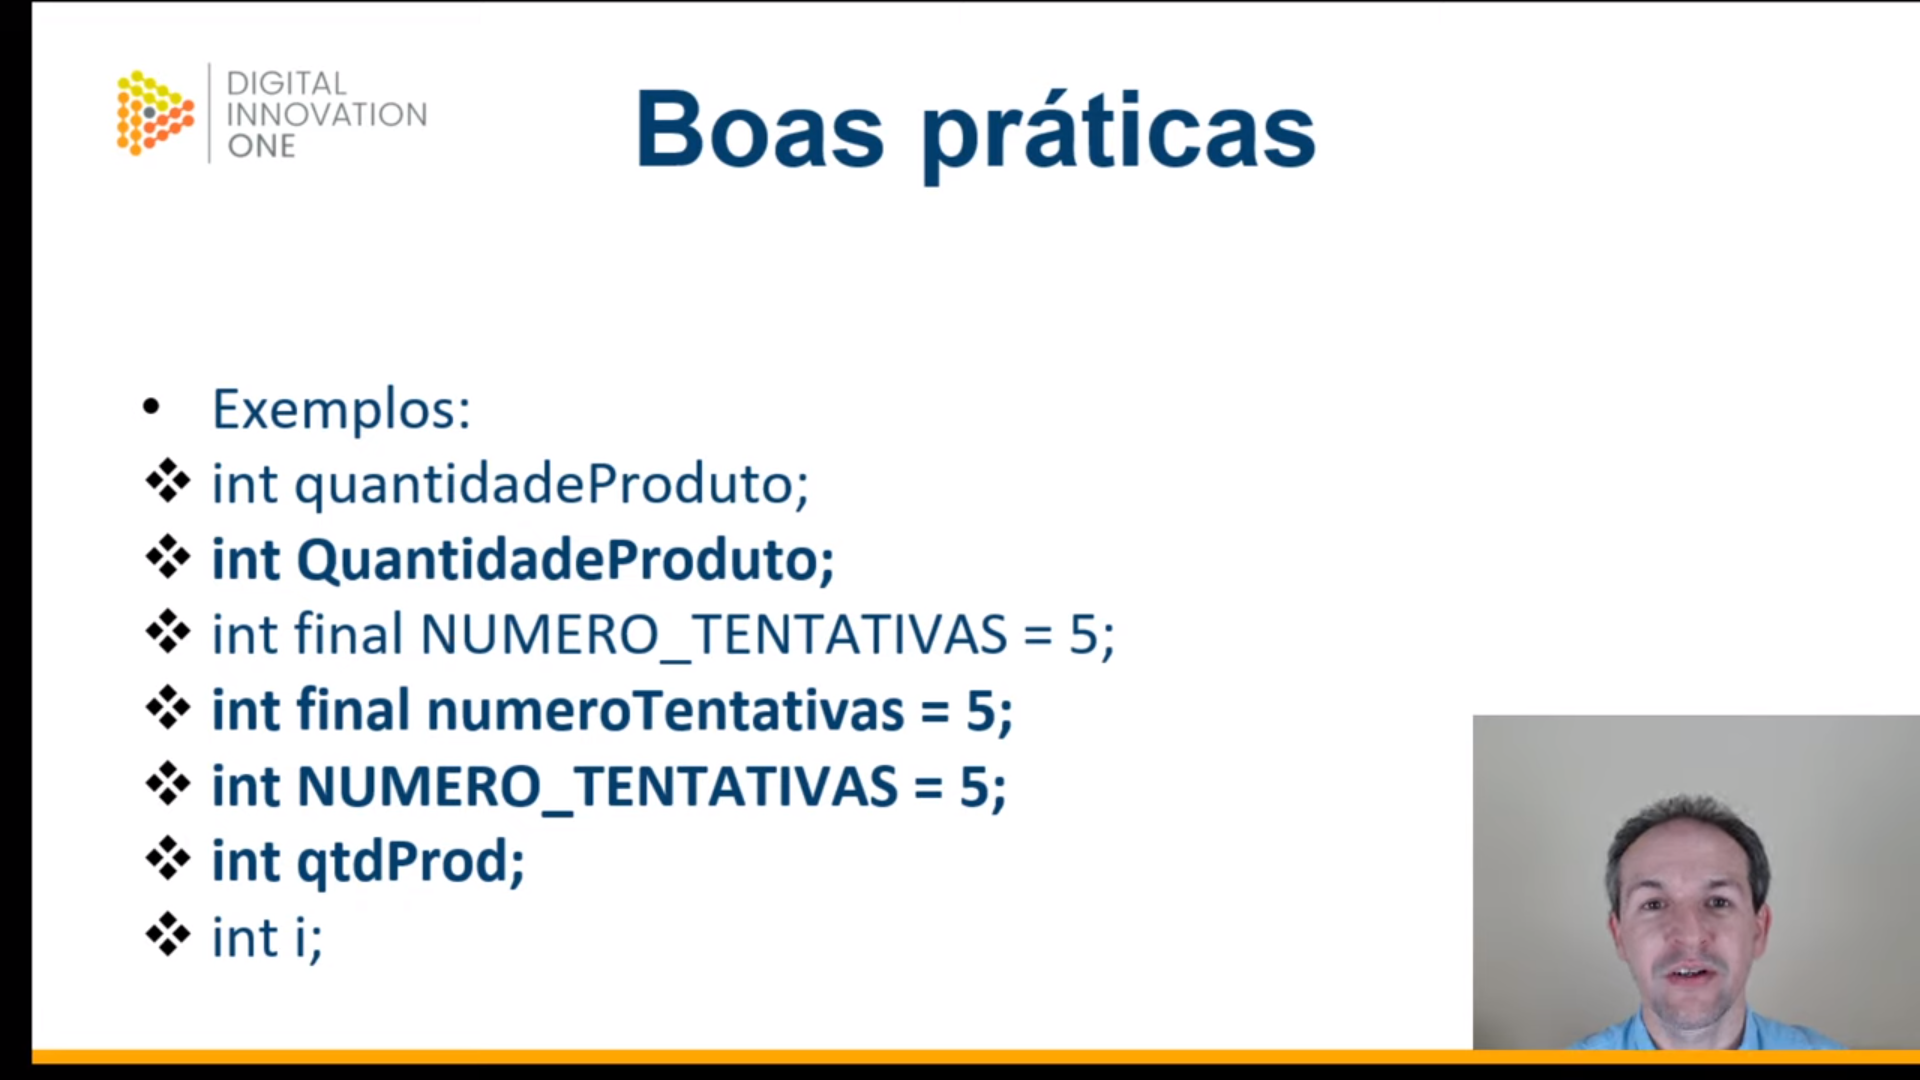 DIGITAL
INNOVATION
ONE
Boas práticas
Exemplos:
int quantidadeProduto;
int QuantidadeProduto;
int final NUMERO_TENTATIVAS = 5;
int final numeroTentativas = 5;
int NUMERO_TENTATIVAS = 5;
int qtdProd;
int i;